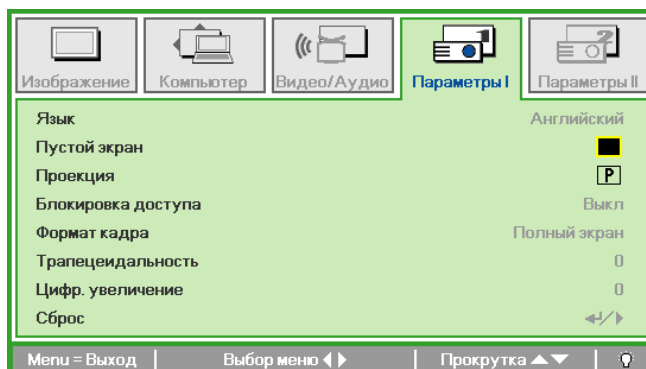 Изображение Компьютер Видео/Аудио Параметры I Параметры II
Язык Английский
Пустой экран
Проекция P
Блокировка доступа Выкл
Формат кадра Полный экран
Трапецеидальность 0
Цифр. увеличение 0
Сброс
Menu = Выход Выбор меню Прокрутка